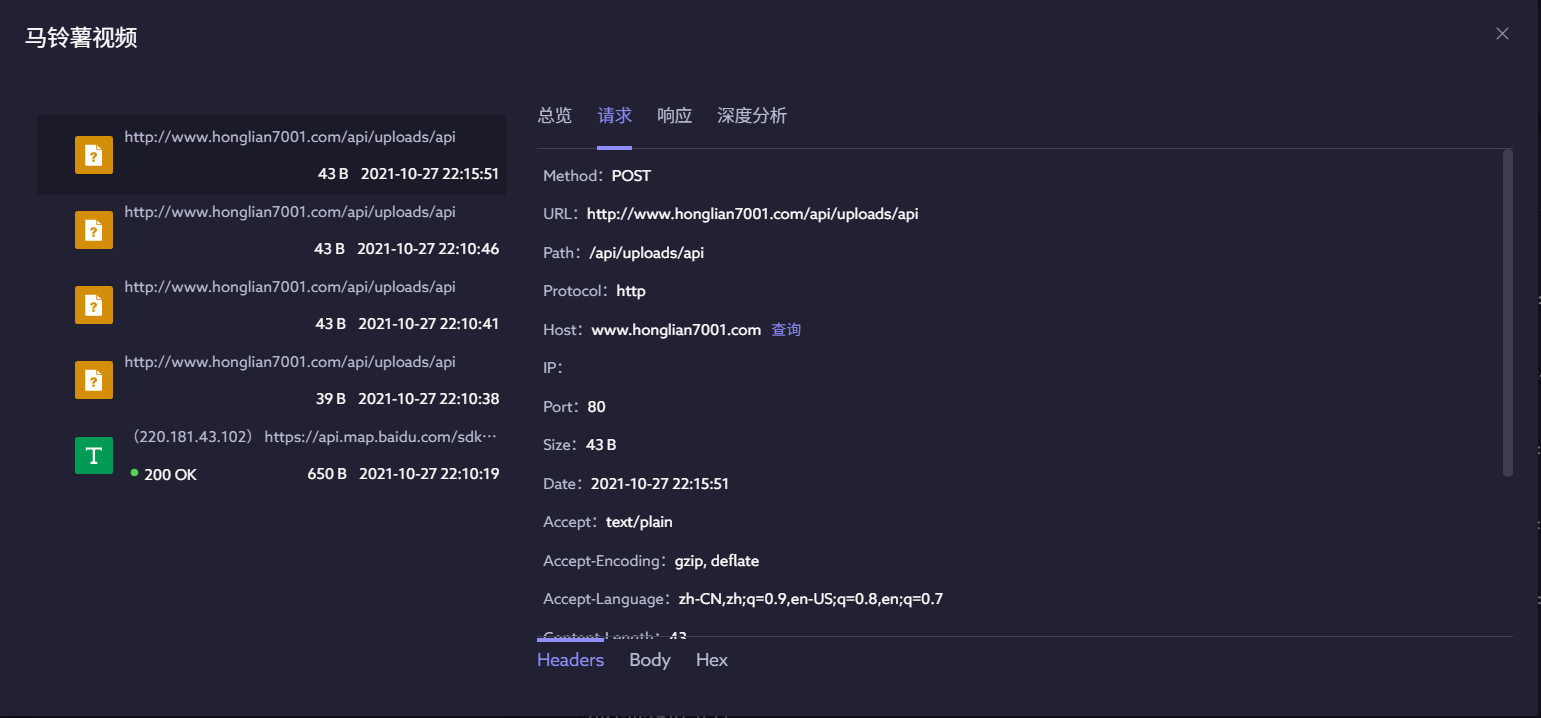 马铃薯视频
http://www.honglian7001.com/api/uploads/api
43 B 2021-10-27 22:15:51
http://www.honglian7001.com/api/uploads/api
43 B 2021-10-27 22:10:46
http://www.honglian7001.com/api/uploads/api
43 B 2021-10-27 22:10:41
http://www.honglian7001.com/api/uploads/api
39 B 2021-10-27 22:10:38
（220.181.43.102） https://api.map.baidu.com/sdk…
T
200 OK 650 B 2021-10-27 22:10:19
总览 请求 响应 深度分析
Method：POST
URL：http://www.honglian7001.com/api/uploads/api
Path：/api/uploads/api
Protocol：http
Host：www.honglian7001.com 查询
IP：
Port：80
Size：43 B
Date：2021-10-27 22:15:51
Accept：text/plain
Accept-Encoding：gzip, deflate
Accept-Language：zh-CN,zh;q=0.9,en-US;q=0.8,en;q=0.7
Content-Length：43
Headers Body Hex